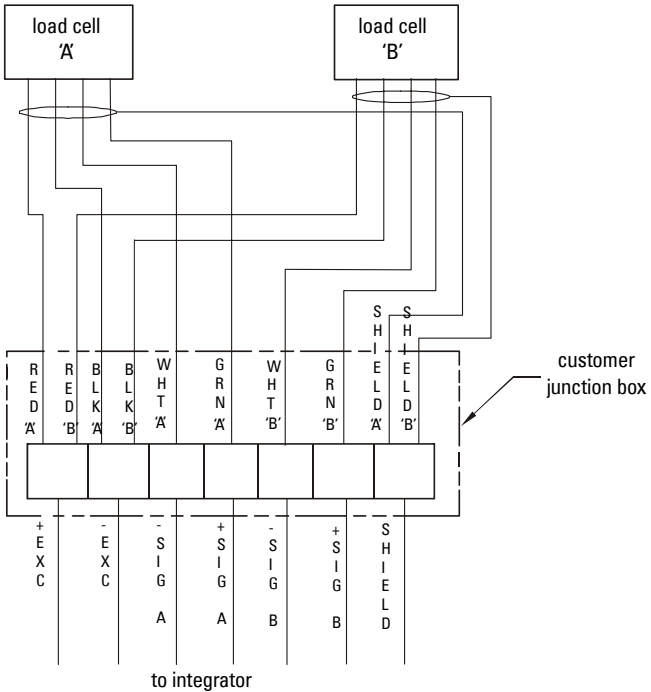 load cell
'A'
load cell
'B'
RED 'A'
RED 'B'
BLK 'A'
BLK 'B'
WHT 'A'
GRN 'A'
WHT 'B'
GRN 'B'
SHIELD 'A'
SHIELD 'B'
customer
junction box
+EXC
-EXC
-SIG A
+SIG A
-SIG B
+SIG B
SHIELD
to integrator